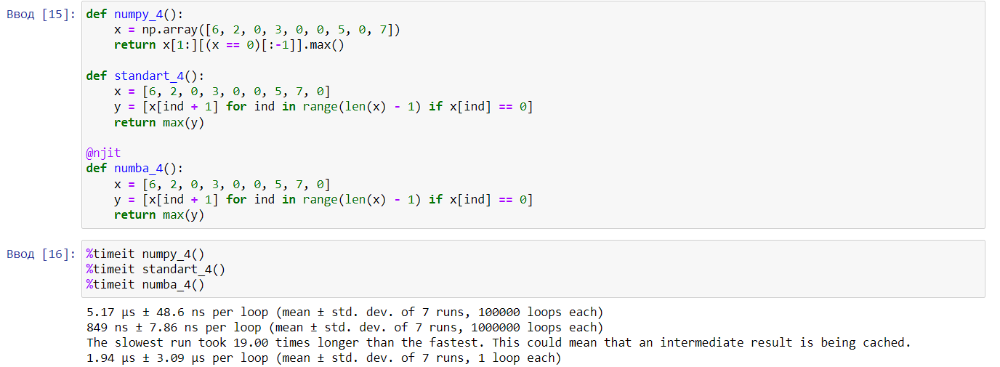 Ввод [15]: def numpy_4():
    x = np.array([6, 2, 0, 3, 0, 0, 5, 0, 7])
    return x[1:][(x == 0)[:-1]].max()

def standart_4():
    x = [6, 2, 0, 3, 0, 0, 5, 7, 0]
    y = [x[ind + 1] for ind in range(len(x) - 1) if x[ind] == 0]
    return max(y)

@njit
def numba_4():
    x = [6, 2, 0, 3, 0, 0, 5, 7, 0]
    y = [x[ind + 1] for ind in range(len(x) - 1) if x[ind] == 0]
    return max(y)

Ввод [16]: %timeit numpy_4()
%timeit standart_4()
%timeit numba_4()

5.17 µs ± 48.6 ns per loop (mean ± std. dev. of 7 runs, 100000 loops each)
849 ns ± 7.86 ns per loop (mean ± std. dev. of 7 runs, 1000000 loops each)
The slowest run took 19.00 times longer than the fastest. This could mean that an intermediate result is being cached.
1.94 µs ± 3.09 µs per loop (mean ± std. dev. of 7 runs, 1 loop each)